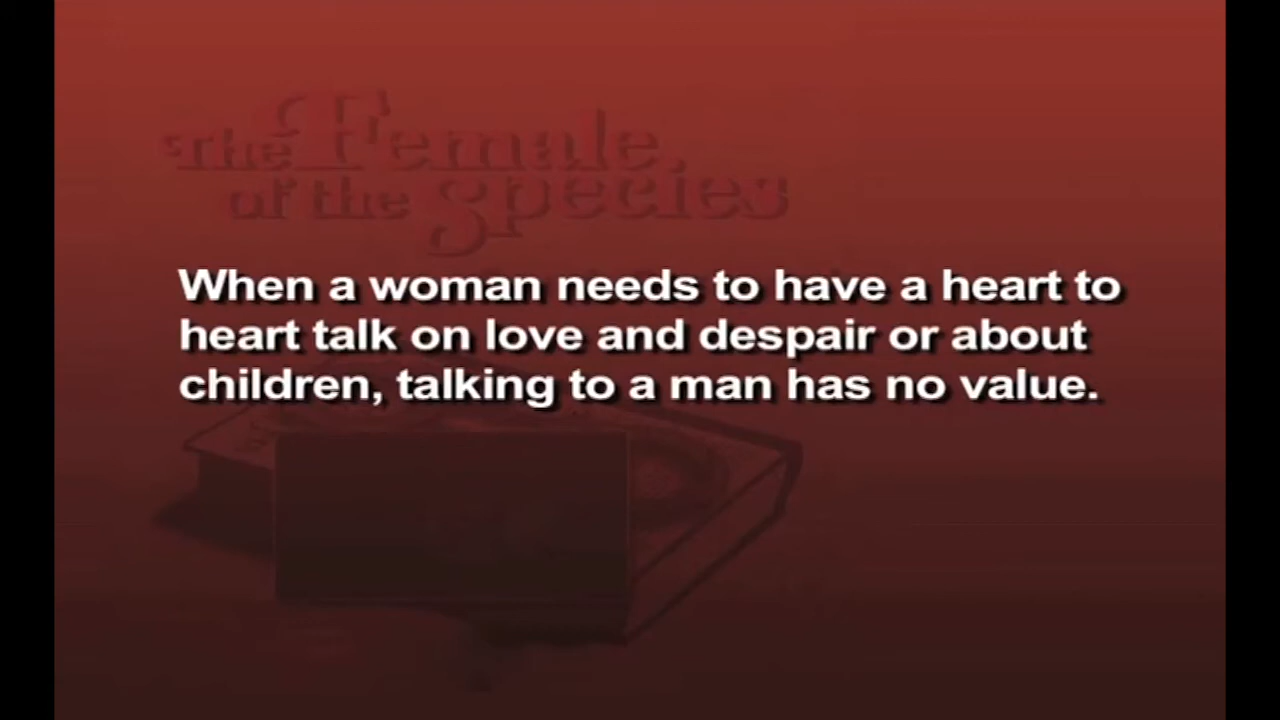 The Female
of the Species
When a woman needs to have a heart to
heart talk on love and despair or about
children, talking to a man has no value.